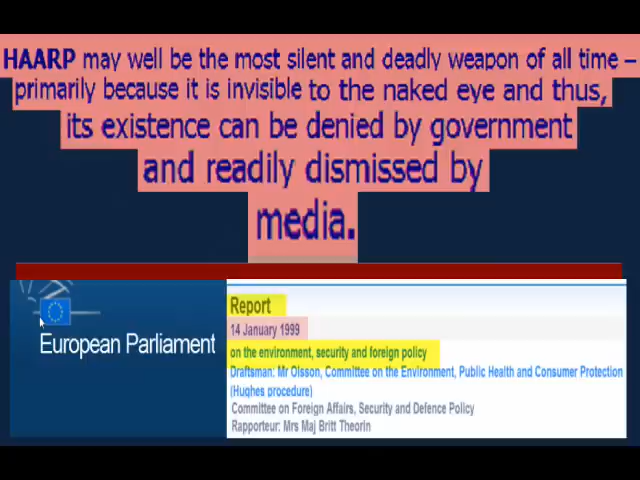 HAARP may well be the most silent and deadly weapon of all time –
primarily because it is invisible to the naked eye and thus,
its existence can be denied by government
and readily dismissed by
media.
European Parliament
Report
14 January 1999
on the environment, security and foreign policy
Draftsman: Mr Olsson, Committee on the Environment, Public Health and Consumer Protection
(Hughes procedure)
Committee on Foreign Affairs, Security and Defence Policy
Rapporteur: Mrs Maj Britt Theorin